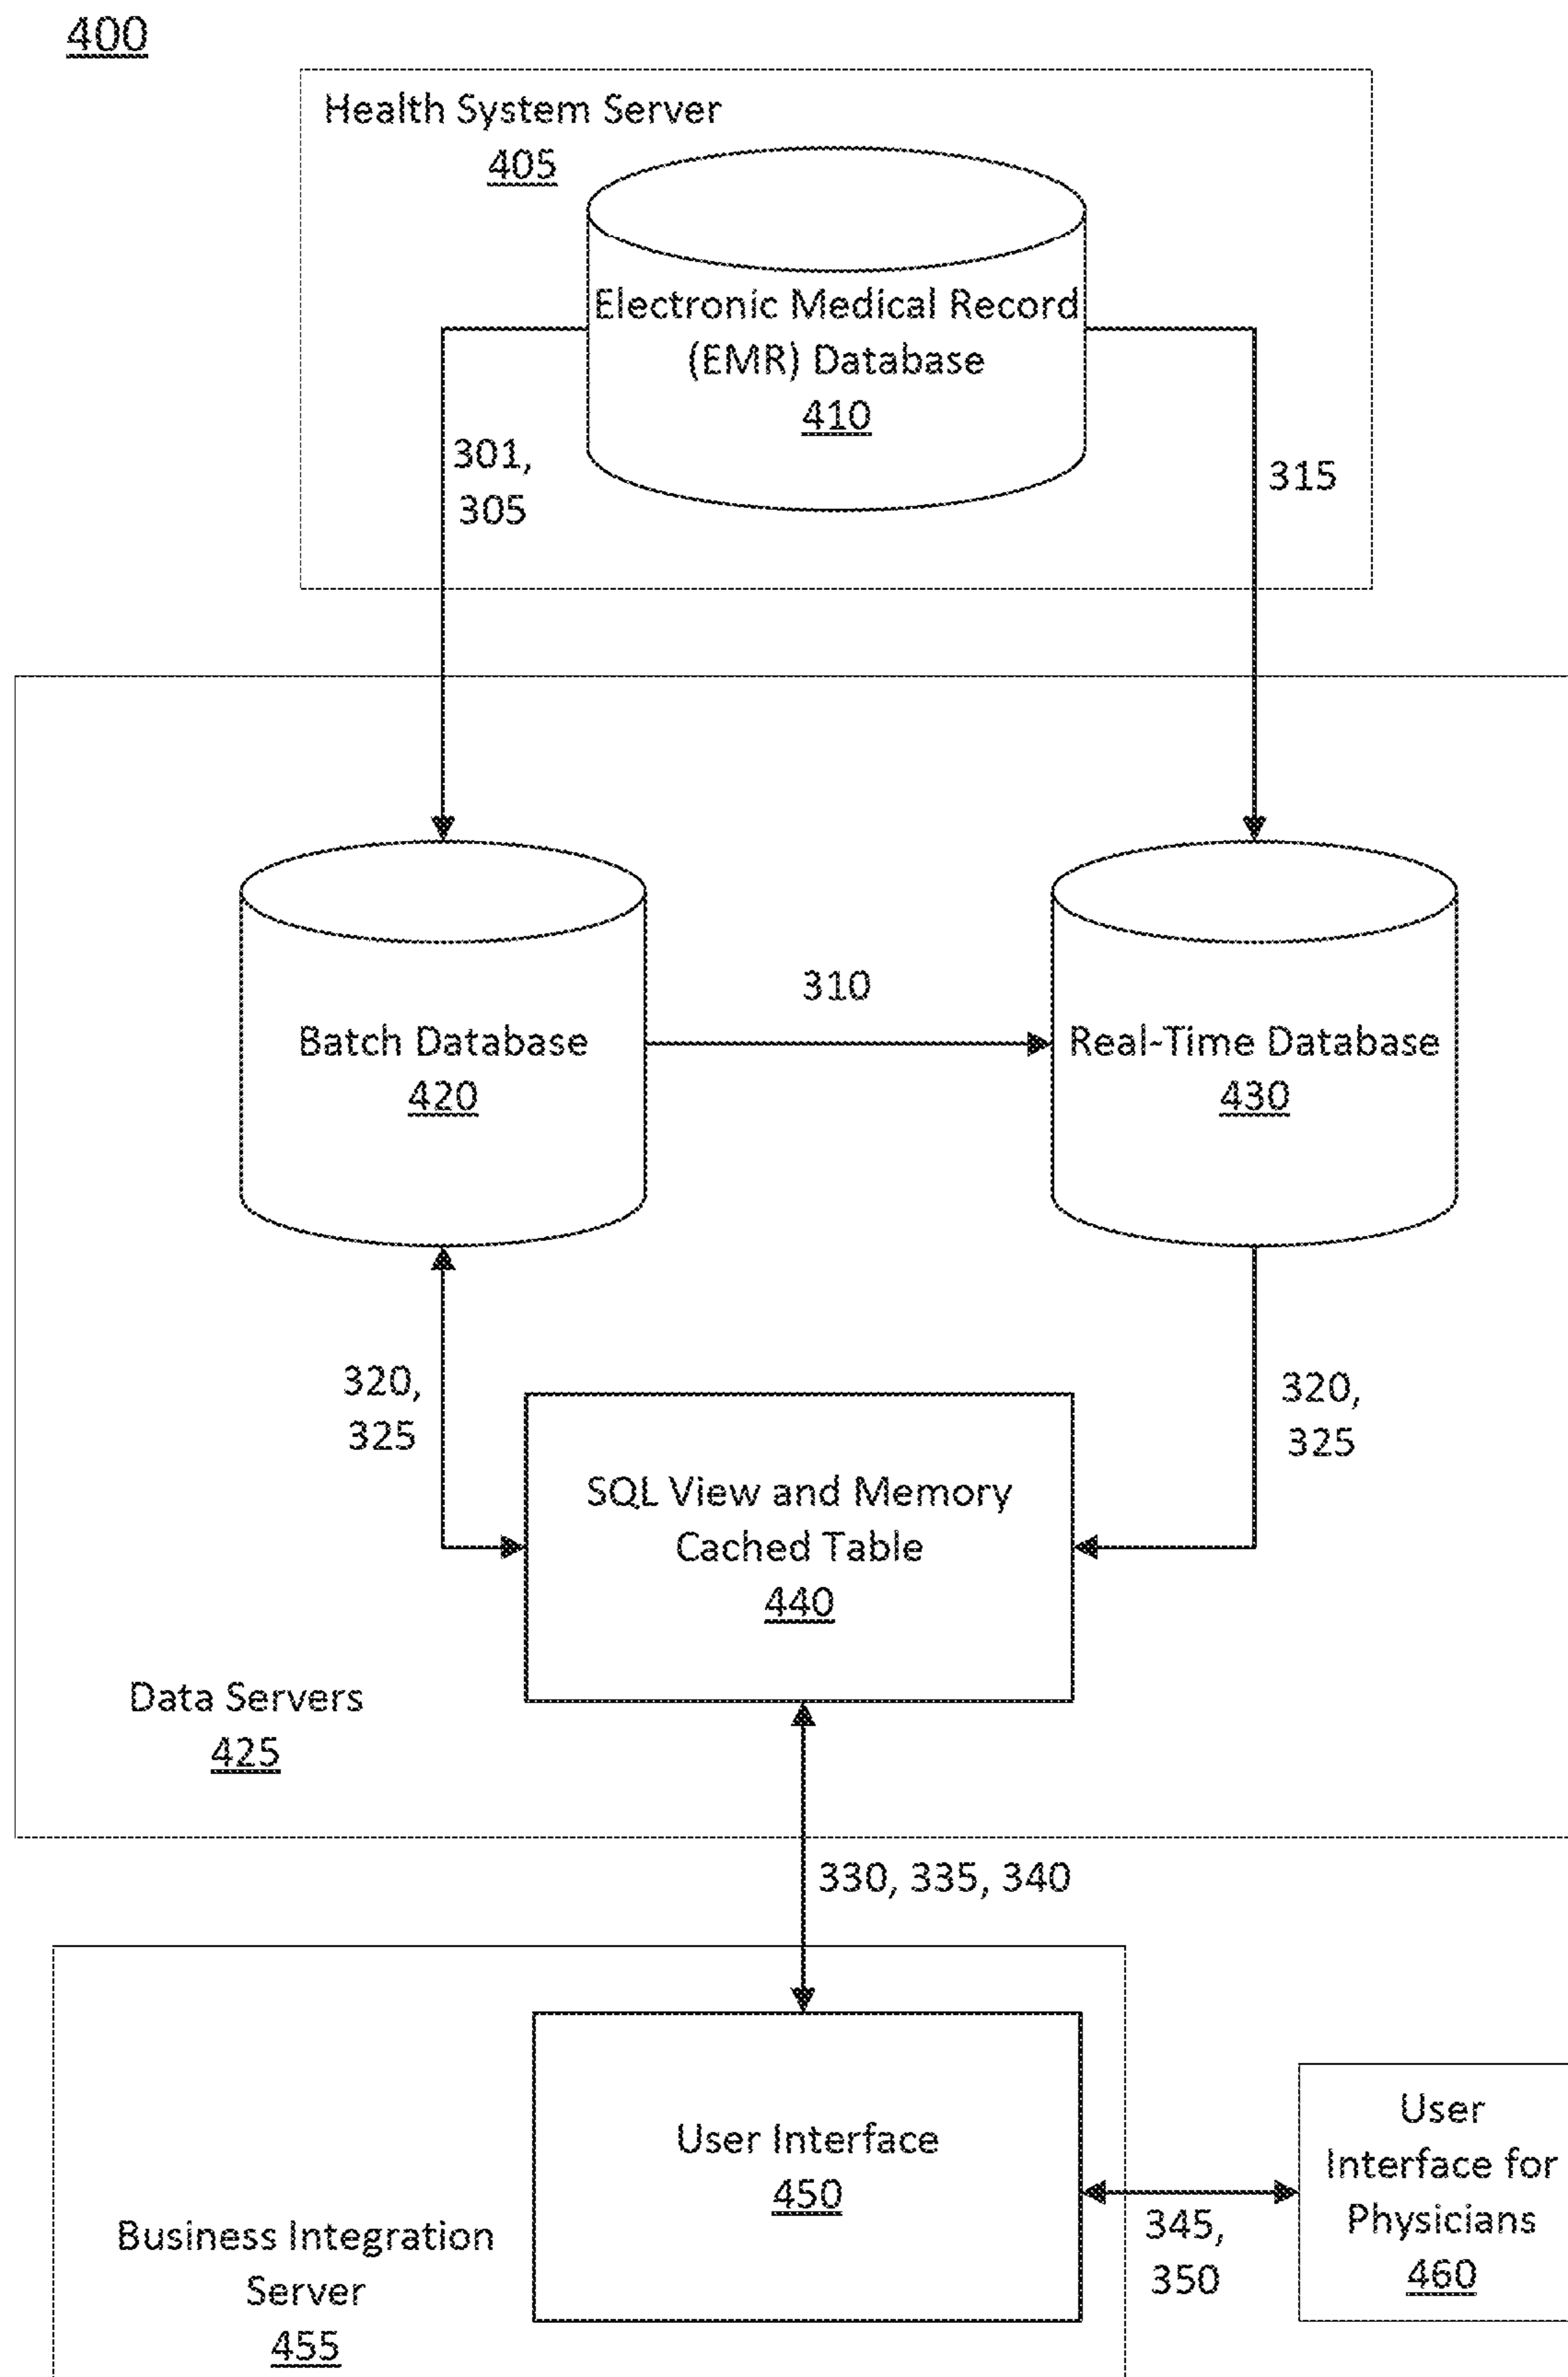 400
Health System Server
405
Electronic Medical Record
(EMR) Database
410
301,
305
315
310
Batch Database
420
Real-Time Database
430
320,
325
320,
325
SQL View and Memory
Cached Table
440
Data Servers
425
330, 335, 340
User Interface
450
Business Integration
Server
455
345,
350
User
Interface for
Physicians
460